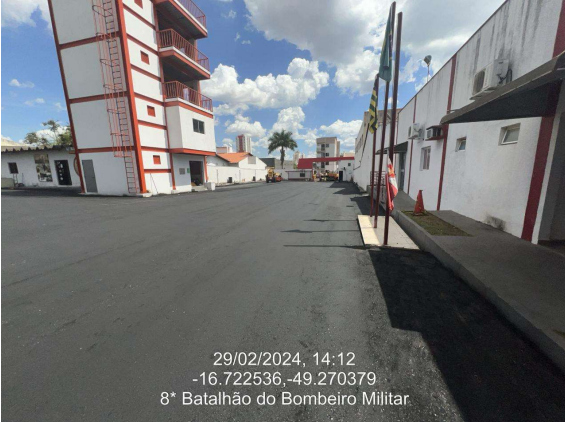 29/02/2024, 14:12
-16.722536,-49.270379
8* Batalhão do Bombeiro Militar